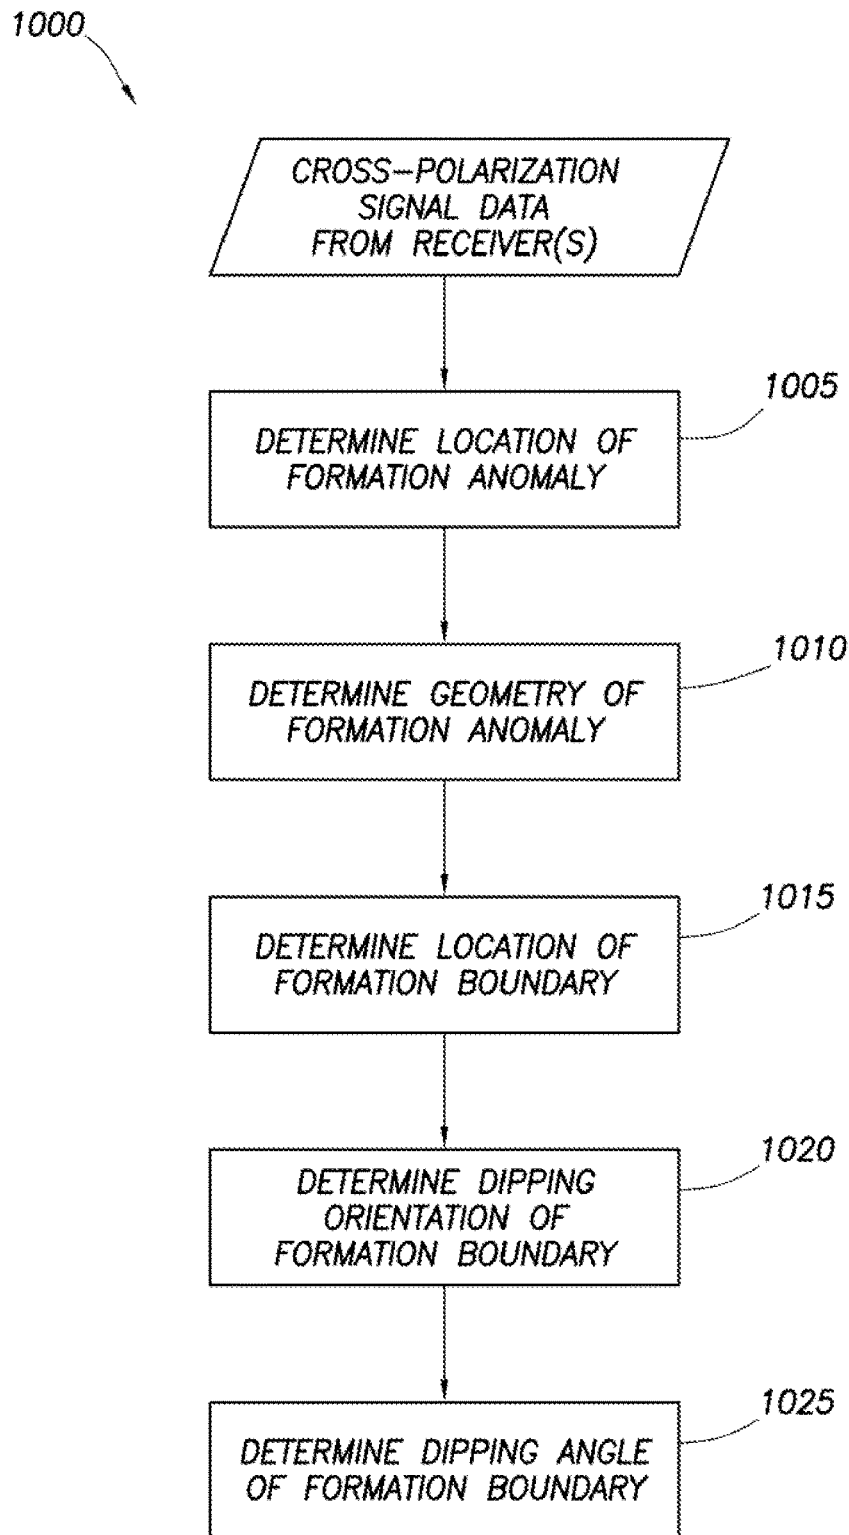 1000
CROSS-POLARIZATION
SIGNAL DATA
FROM RECEIVER(S)
1005
DETERMINE LOCATION OF
FORMATION ANOMALY
1010
DETERMINE GEOMETRY OF
FORMATION ANOMALY
1015
DETERMINE LOCATION OF
FORMATION BOUNDARY
1020
DETERMINE DIPPING
ORIENTATION OF
FORMATION BOUNDARY
1025
DETERMINE DIPPING ANGLE
OF FORMATION BOUNDARY